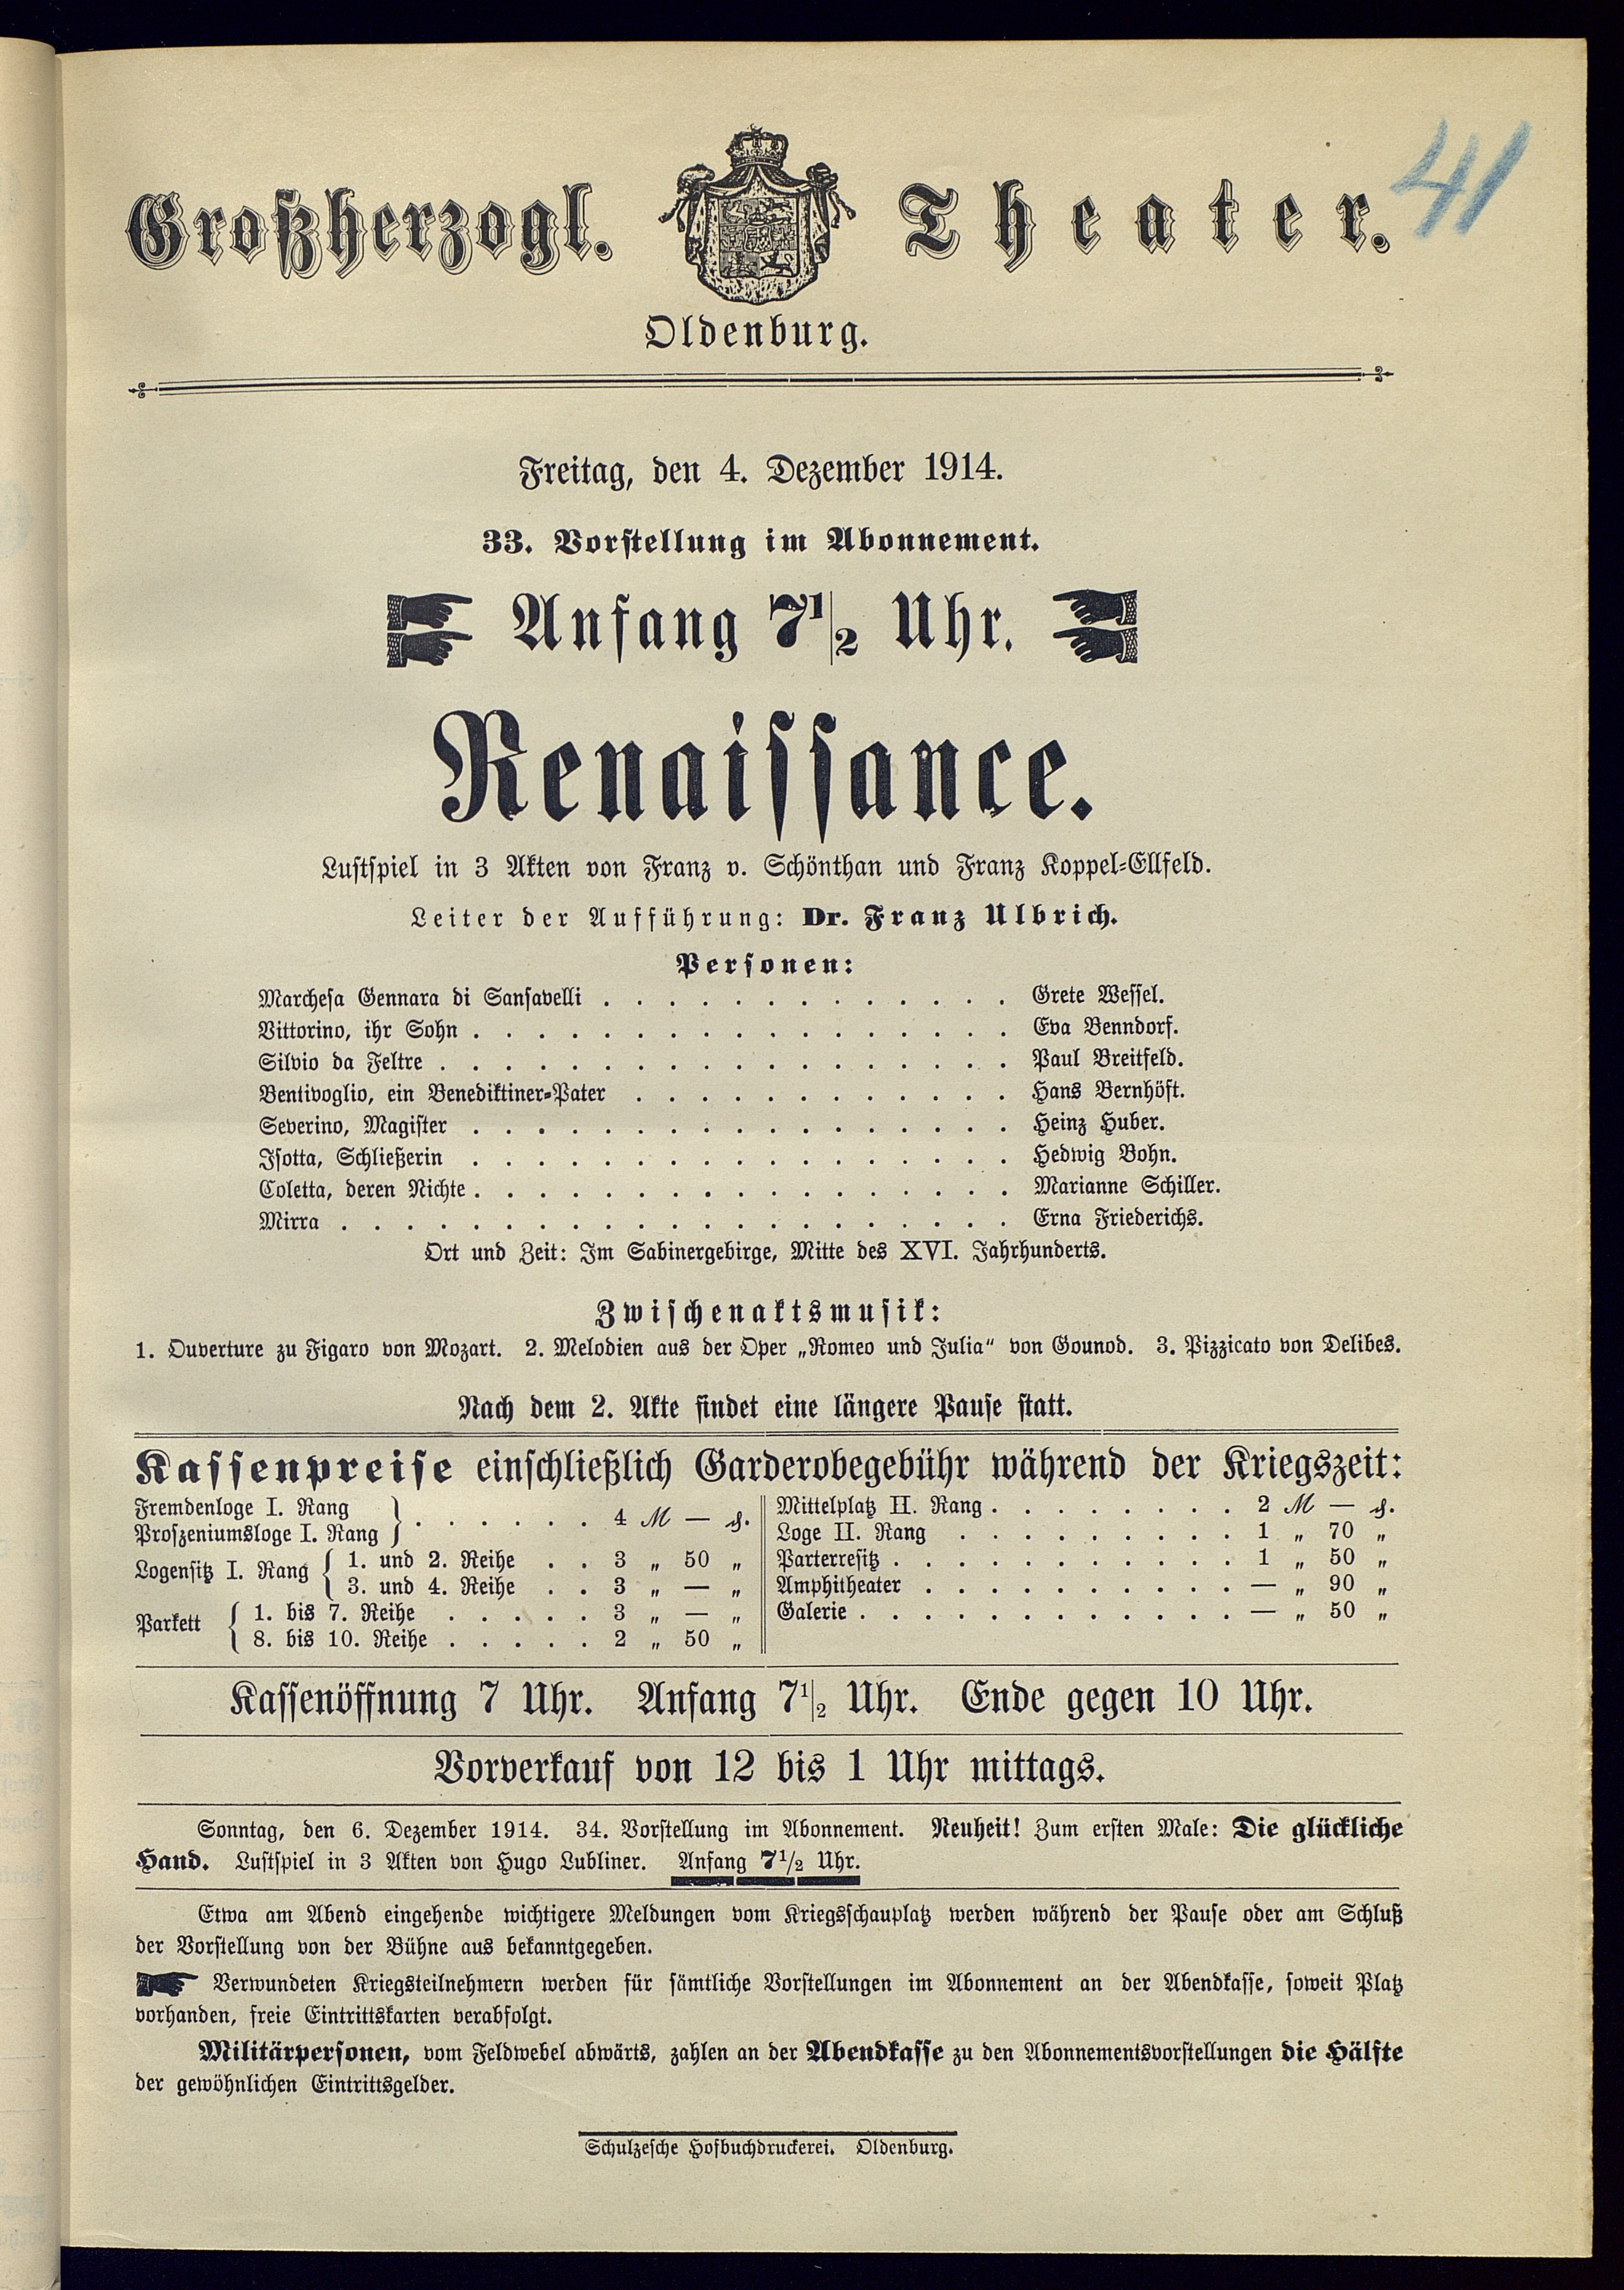 41
Großherzogl. Theater.
Oldenburg.
Freitag, den 4. Dezember 1914.
33. Vorstellung im Abonnement.
Anfang 7 1/2 Uhr.
Renaissance.
Lustspiel in 3 Akten von Franz v. Schönthan und Franz Koppel-Ellfeld.
Leiter der Aufführung: Dr. Franz Ulbrich.
Personen:
Marchesa Gennara di Sansavelli . . . . . . . . . . . . . Grete Wessel.
Vittorino, ihr Sohn . . . . . . . . . . . . . . . . . Eva Benndorf.
Silvio da Feltre . . . . . . . . . . . . . . . . . . Paul Breitfeld.
Bentivoglio, ein Benediktiner-Pater . . . . . . . . . . . . Hans Bernhöft.
Severino, Magister . . . . . . . . . . . . . . . . . Heinz Huber.
Isotta, Schließerin . . . . . . . . . . . . . . . . . Hedwig Bohn.
Coletta, deren Nichte . . . . . . . . . . . . . . . . . Marianne Schiller.
Mirra . . . . . . . . . . . . . . . . . . . . . Erna Friederichs.
Ort und Zeit: Im Sabinergebirge, Mitte des XVI. Jahrhunderts.
Zwischenaktsmusik:
1. Ouverture zu Figaro von Mozart. 2. Melodien aus der Oper „Romeo und Julia“ von Gounod. 3. Pizzicato von Delibes.
Nach dem 2. Akte findet eine längere Pause statt.
Kassenpreise einschließlich Garderobegebühr während der Kriegszeit:
Fremdenloge I. Rang
Proszeniumsloge I. Rang } . . . . . . 4 M — ₰.
Logensitz I. Rang { 1. und 2. Reihe . . 3 „ 50 „
3. und 4. Reihe . . 3 „ — „
Parkett { 1. bis 7. Reihe . . . . . 3 „ — „
8. bis 10. Reihe . . . . . 2 „ 50 „
Mittelplatz II. Rang . . . . . . . . 2 M — ₰.
Loge II. Rang . . . . . . . . . 1 „ 70 „
Parterresitz . . . . . . . . . . . 1 „ 50 „
Amphitheater . . . . . . . . . . — „ 90 „
Galerie . . . . . . . . . . . . — „ 50 „
Kassenöffnung 7 Uhr. Anfang 7 1/2 Uhr. Ende gegen 10 Uhr.
Vorverkauf von 12 bis 1 Uhr mittags.
Sonntag, den 6. Dezember 1914. 34. Vorstellung im Abonnement. Neuheit! Zum ersten Male: Die glückliche
Hand. Lustspiel in 3 Akten von Hugo Lubliner. Anfang 7 1/2 Uhr.
Etwa am Abend eingehende wichtigere Meldungen vom Kriegsschauplatz werden während der Pause oder am Schluß
der Vorstellung von der Bühne aus bekanntgegeben.
Verwundeten Kriegsteilnehmern werden für sämtliche Vorstellungen im Abonnement an der Abendkasse, soweit Platz
vorhanden, freie Eintrittskarten verabfolgt.
Militärpersonen, vom Feldwebel abwärts, zahlen an der Abendkasse zu den Abonnementsvorstellungen die Hälfte
der gewöhnlichen Eintrittsgelder.
Schulzesche Hofbuchdruckerei. Oldenburg.